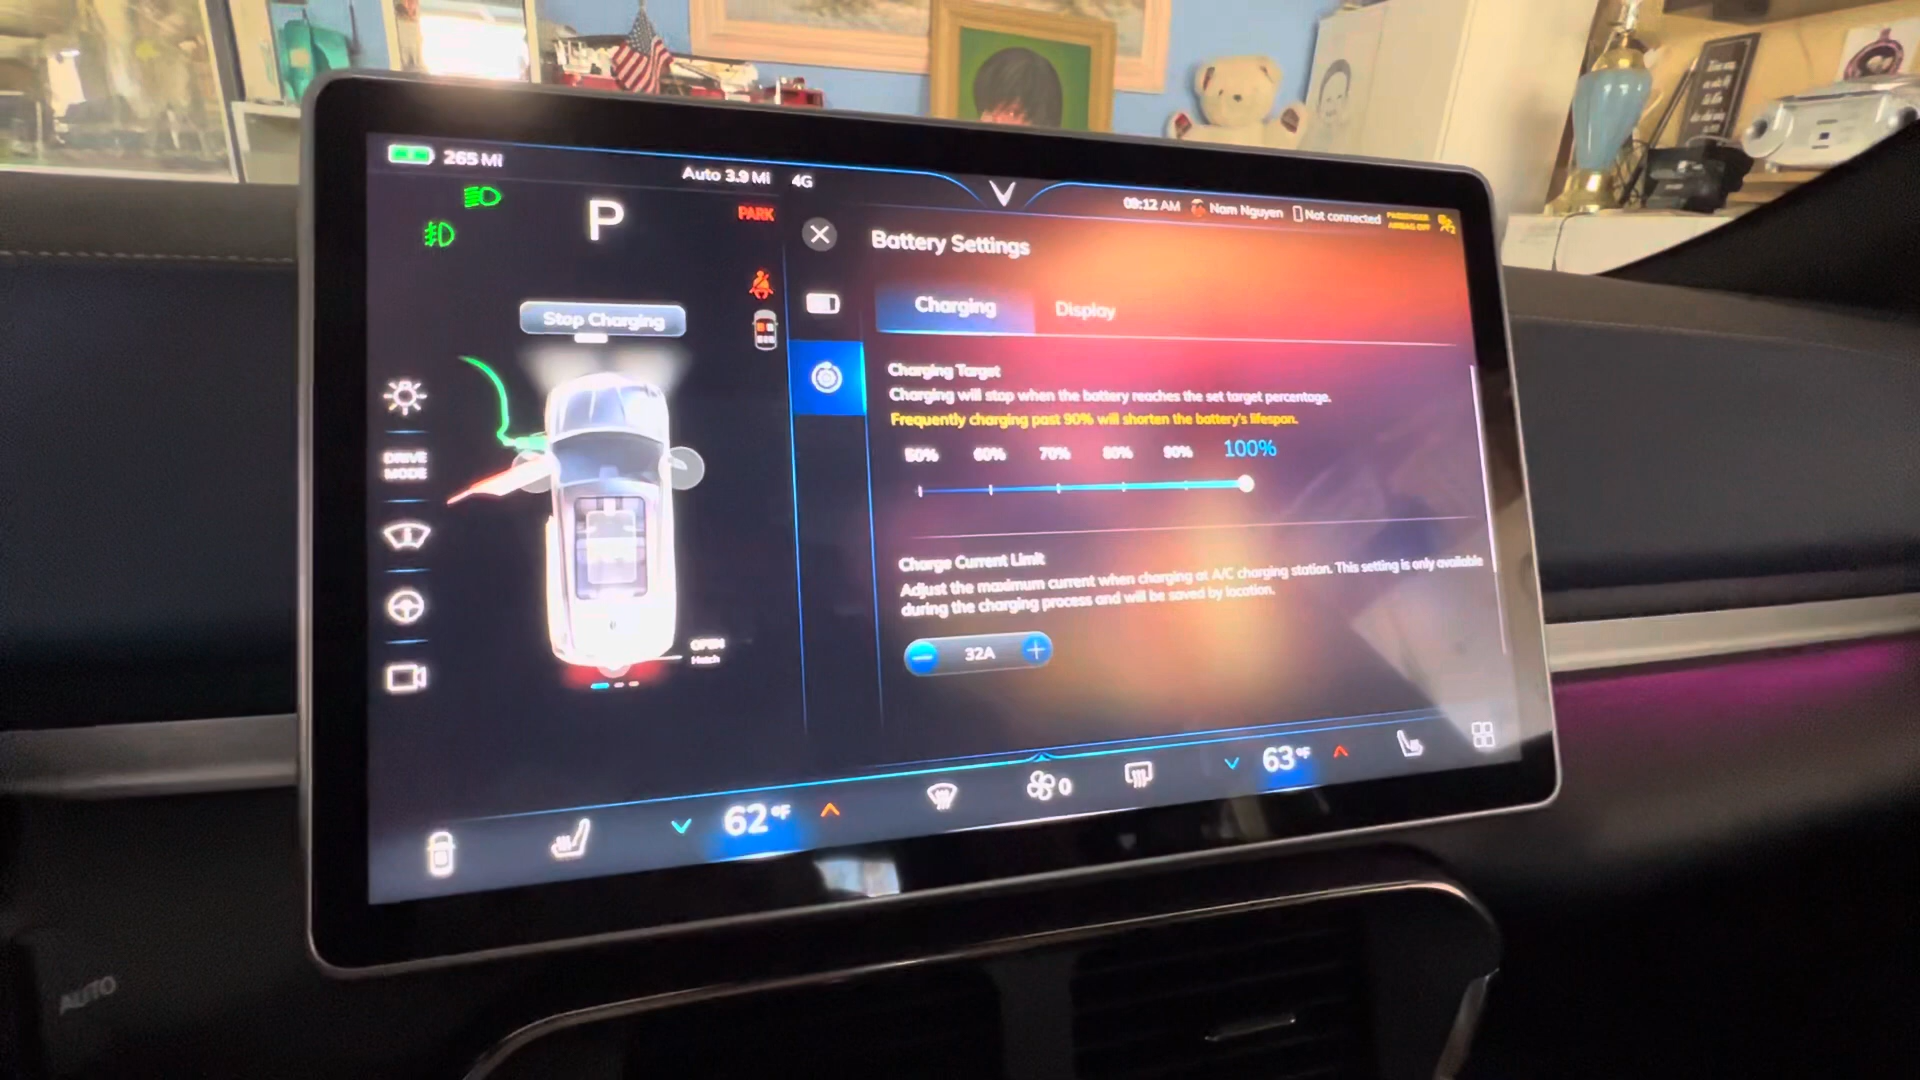 265 Mi
Auto 3.9 Mi
4G
09:12 AM
Nam Nguyen
Not connected
PASSENGER
AIRBAG OFF
P
PARK
Battery Settings
Stop Charging
Charging
Display
Charging Target
Charging will stop when the battery reaches the set target percentage.
Frequently charging past 90% will shorten the battery's lifespan.
50% 60% 70% 80% 90% 100%
DRIVE
MODE
Charge Current Limit
Adjust the maximum current when charging at A/C charging station. This setting is only available
during the charging process and will be saved by location.
32A
OPEN
Hatch
62°F
0
63°F
AUTO